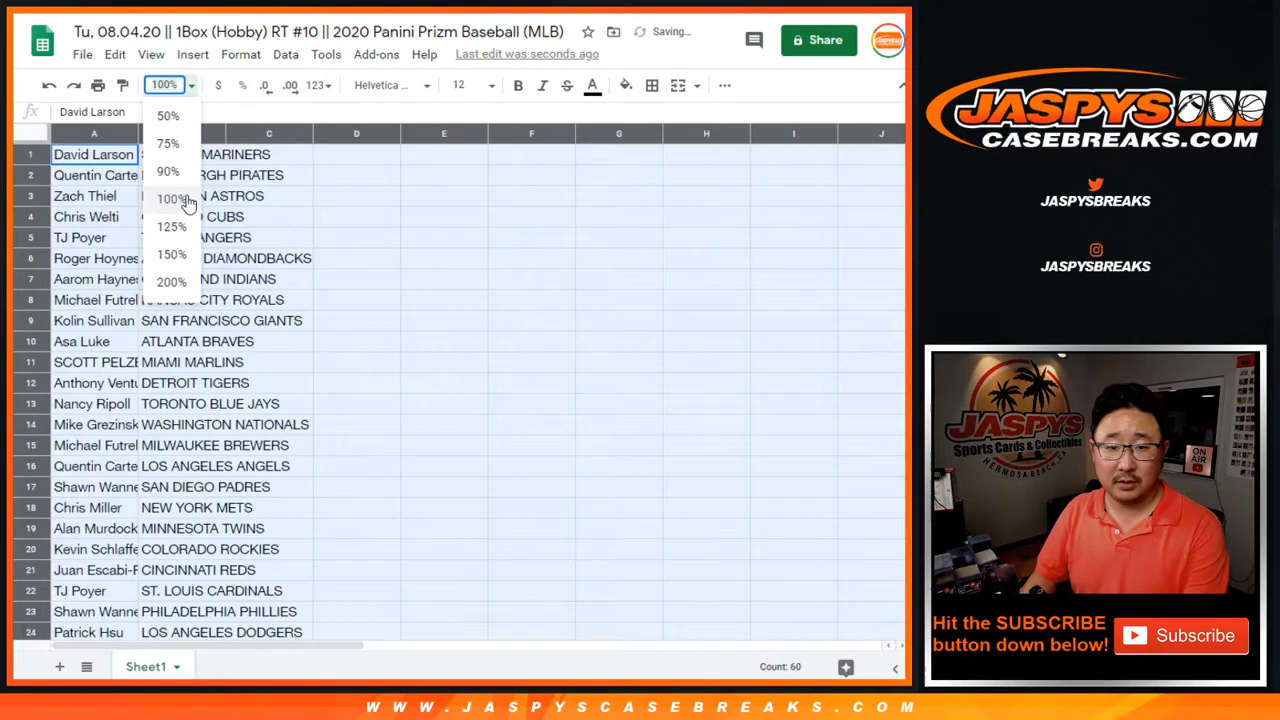 Tu, 08.04.20 || 1Box (Hobby) RT #10 || 2020 Panini Prizm Baseball (MLB)
Saving...
File Edit View Insert Format Data Tools Add-ons Help Last edit was seconds ago
Share
100% $ % .0 .00 123 Helvetica ... 12 B I S A
fx David Larson
50%
75%
90%
100%
125%
150%
200%
A C D E F G H I J
1 David Larson S MARINERS
2 Quentin Carte RGH PIRATES
3 Zach Thiel N ASTROS
4 Chris Welti O CUBS
5 TJ Poyer ANGERS
6 Roger Hoynes DIAMONDBACKS
7 Aarom Haynes ND INDIANS
8 Michael Futrel KANSAS CITY ROYALS
9 Kolin Sullivan SAN FRANCISCO GIANTS
10 Asa Luke ATLANTA BRAVES
11 SCOTT PELZE MIAMI MARLINS
12 Anthony Ventu DETROIT TIGERS
13 Nancy Ripoll TORONTO BLUE JAYS
14 Mike Grezinsk WASHINGTON NATIONALS
15 Michael Futrel MILWAUKEE BREWERS
16 Quentin Carte LOS ANGELES ANGELS
17 Shawn Wanne SAN DIEGO PADRES
18 Chris Miller NEW YORK METS
19 Alan Murdock MINNESOTA TWINS
20 Kevin Schlaffe COLORADO ROCKIES
21 Juan Escabi-F CINCINNATI REDS
22 TJ Poyer ST. LOUIS CARDINALS
23 Shawn Wanne PHILADELPHIA PHILLIES
24 Patrick Hsu LOS ANGELES DODGERS
Sheet1
Count: 60
JASPYS
CASEBREAKS.COM
JASPYSBREAKS
JASPYSBREAKS
JASPYS
Sports Cards & Collectibles
HERMOSA BEACH, CA
ON AIR
Hit the SUBSCRIBE
button down below!
Subscribe
WWW.JASPYSCASEBREAKS.COM